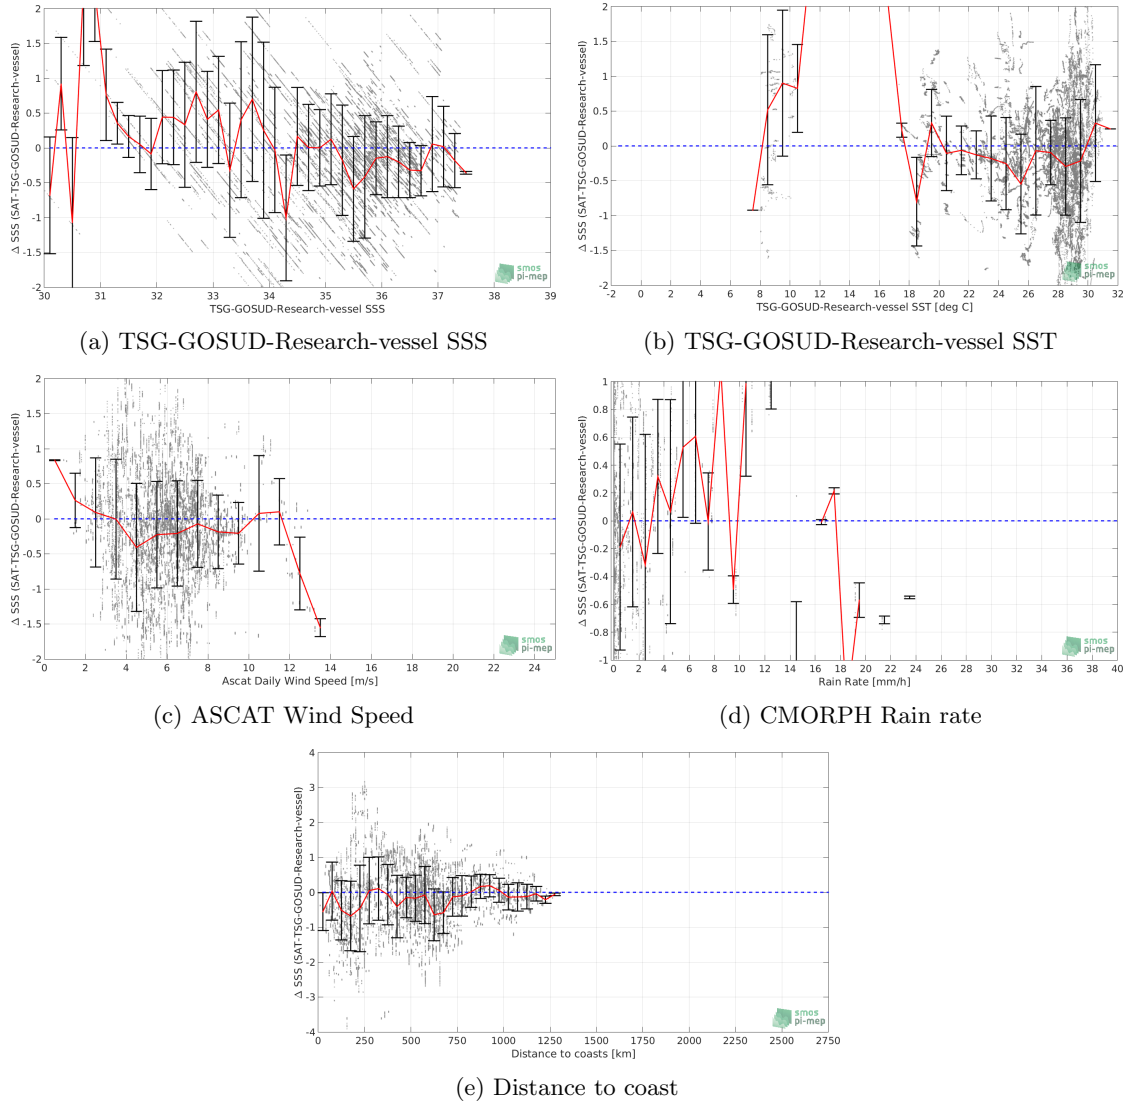 Δ SSS (SAT-TSG-GOSUD-Research-vessel)
2
1.5
1
0.5
0
-0.5
-1
-1.5
-2
30 31 32 33 34 35 36 37 38 39
TSG-GOSUD-Research-vessel SSS
smos
pi-mep
(a) TSG-GOSUD-Research-vessel SSS
Δ SSS (SAT-TSG-GOSUD-Research-vessel)
2
1.5
1
0.5
0
-0.5
-1
-1.5
-2
-2 0 2 4 6 8 10 12 14 16 18 20 22 24 26 28 30 32
TSG-GOSUD-Research-vessel SST [deg C]
smos
pi-mep
(b) TSG-GOSUD-Research-vessel SST
Δ SSS (SAT-TSG-GOSUD-Research-vessel)
2
1.5
1
0.5
0
-0.5
-1
-1.5
-2
0 2 4 6 8 10 12 14 16 18 20 22 24
Ascat Daily Wind Speed [m/s]
smos
pi-mep
(c) ASCAT Wind Speed
Δ SSS (SAT-TSG-GOSUD-Research-vessel)
1
0.8
0.6
0.4
0.2
0
-0.2
-0.4
-0.6
-0.8
-1
0 2 4 6 8 10 12 14 16 18 20 22 24 26 28 30 32 34 36 38 40
Rain Rate [mm/h]
smos
pi-mep
(d) CMORPH Rain rate
Δ SSS (SAT-TSG-GOSUD-Research-vessel)
4
3
2
1
0
-1
-2
-3
-4
0 250 500 750 1000 1250 1500 1750 2000 2250 2500 2750
Distance to coasts [km]
smos
pi-mep
(e) Distance to coast